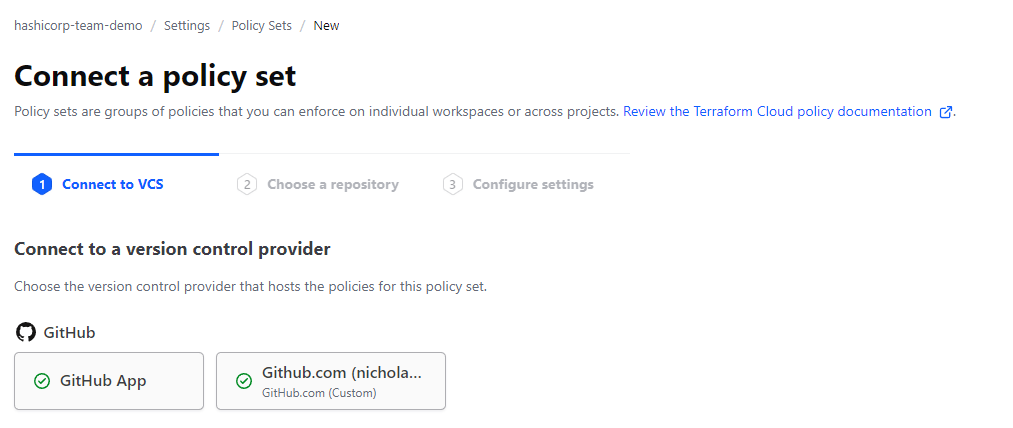 hashicorp-team-demo / Settings / Policy Sets / New
Connect a policy set
Policy sets are groups of policies that you can enforce on individual workspaces or across projects. Review the Terraform Cloud policy documentation .
1 Connect to VCS 2 Choose a repository 3 Configure settings
Connect to a version control provider
Choose the version control provider that hosts the policies for this policy set.
GitHub
GitHub App
Github.com (nichola...
GitHub.com (Custom)